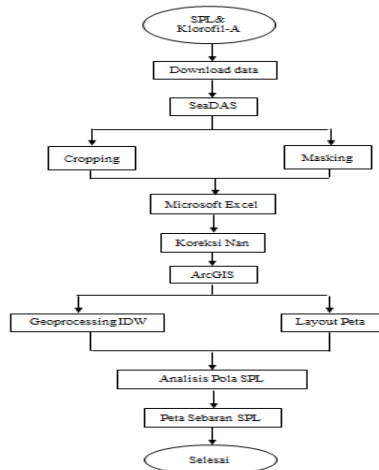 SPL&
Klorofil-A
Download data
SeaDAS
Cropping
Masking
Microsoft Excel
Koreksi Nan
ArcGIS
Geoprocessing IDW
Layout Peta
Analisis Pola SPL
Peta Sebaran SPL
Selesai